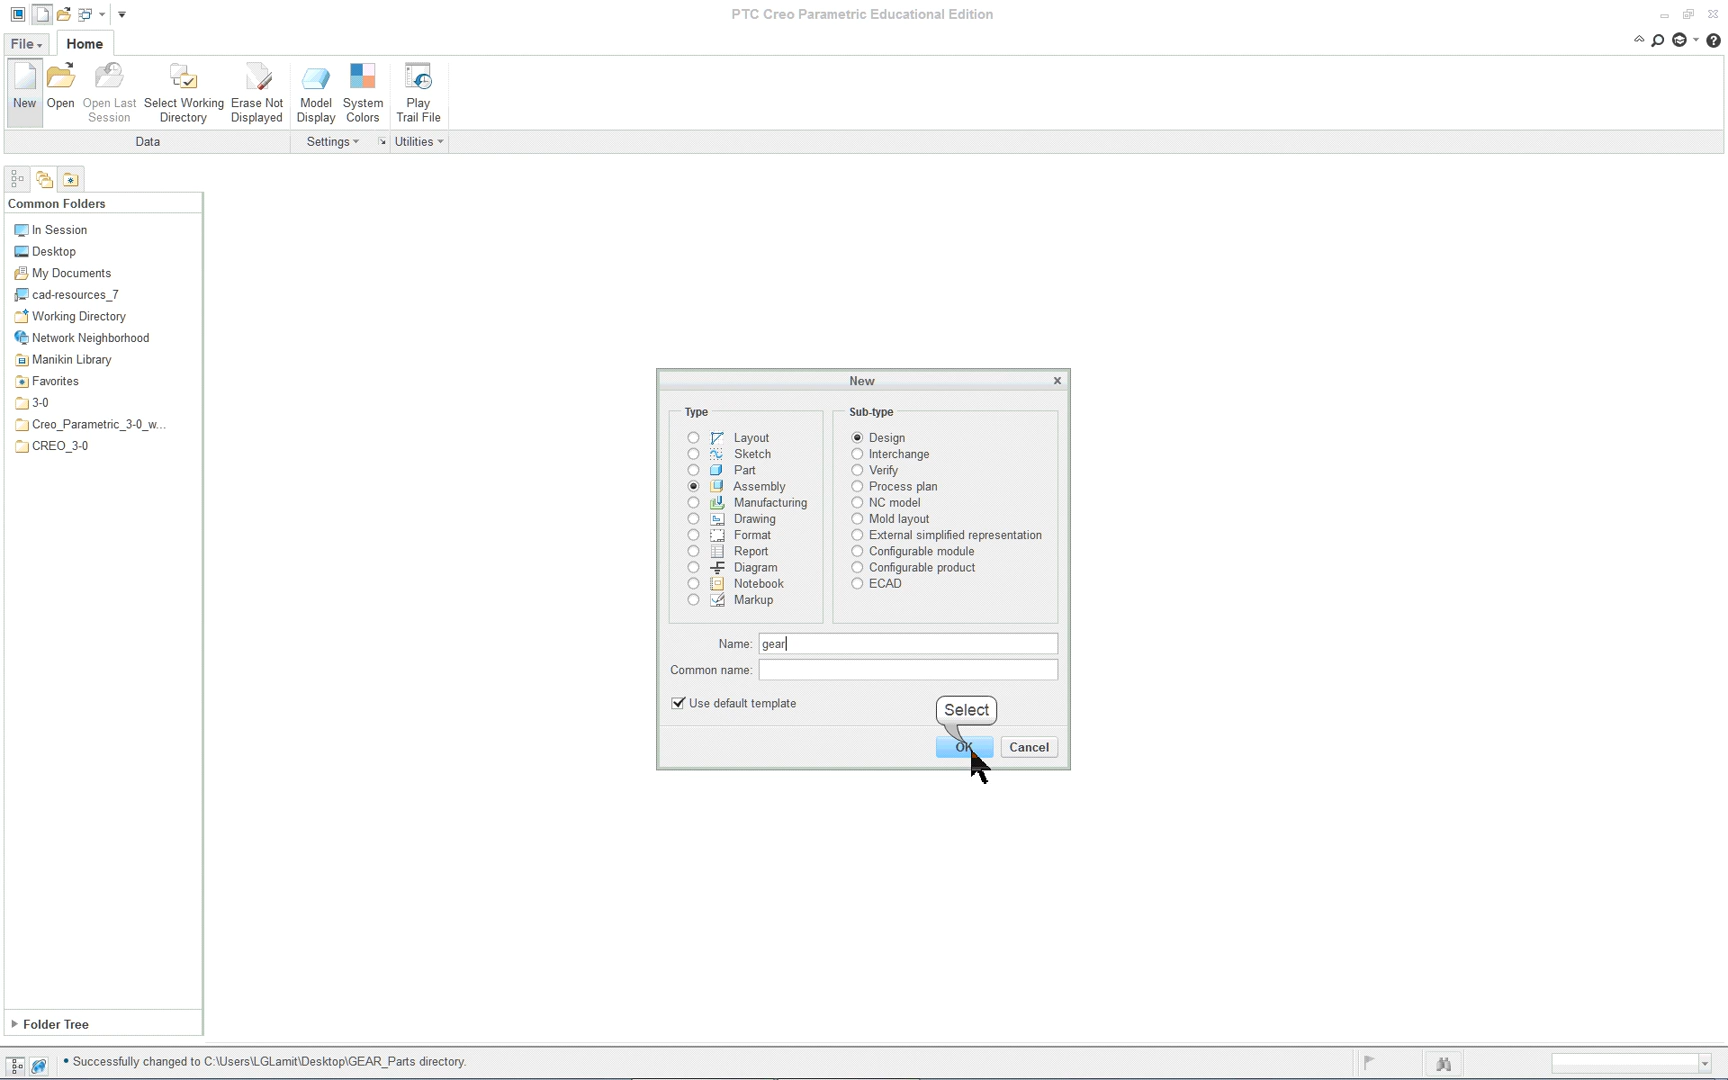 PTC Creo Parametric Educational Edition
File
Home
New
Open
Open Last
Session
Select Working
Directory
Erase Not
Displayed
Model
Display
System
Colors
Play
Trail File
Data
Settings
Utilities
Common Folders
In Session
Desktop
My Documents
cad-resources_7
Working Directory
Network Neighborhood
Manikin Library
Favorites
3-0
Creo_Parametric_3-0_w...
CREO_3-0
Folder Tree
New
Type
Layout
Sketch
Part
Assembly
Manufacturing
Drawing
Format
Report
Diagram
Notebook
Markup
Sub-type
Design
Interchange
Verify
Process plan
NC model
Mold layout
External simplified representation
Configurable module
Configurable product
ECAD
Name: gear
Common name:
Use default template
Select
OK
Cancel
Successfully changed to C:\Users\LGLamit\Desktop\GEAR_Parts directory.